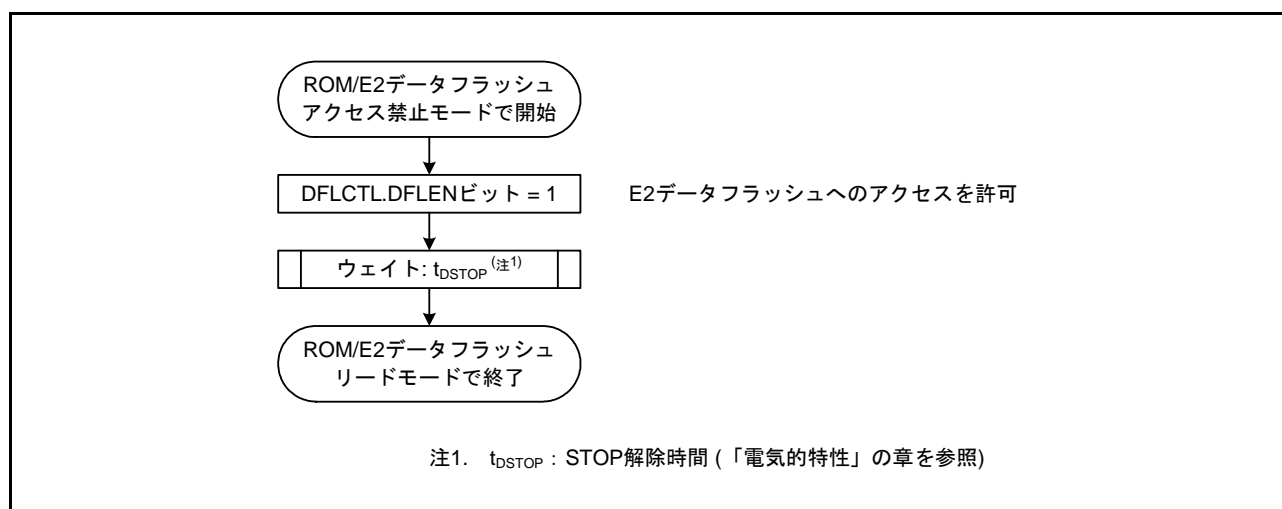 ROM/E2データフラッシュ
アクセス禁止モードで開始
DFLCTL.DFLENビット = 1
E2データフラッシュへのアクセスを許可
ウェイト: tDSTOP (注1)
ROM/E2データフラッシュ
リードモードで終了
注1. tDSTOP : STOP解除時間 (「電気的特性」の章を参照)